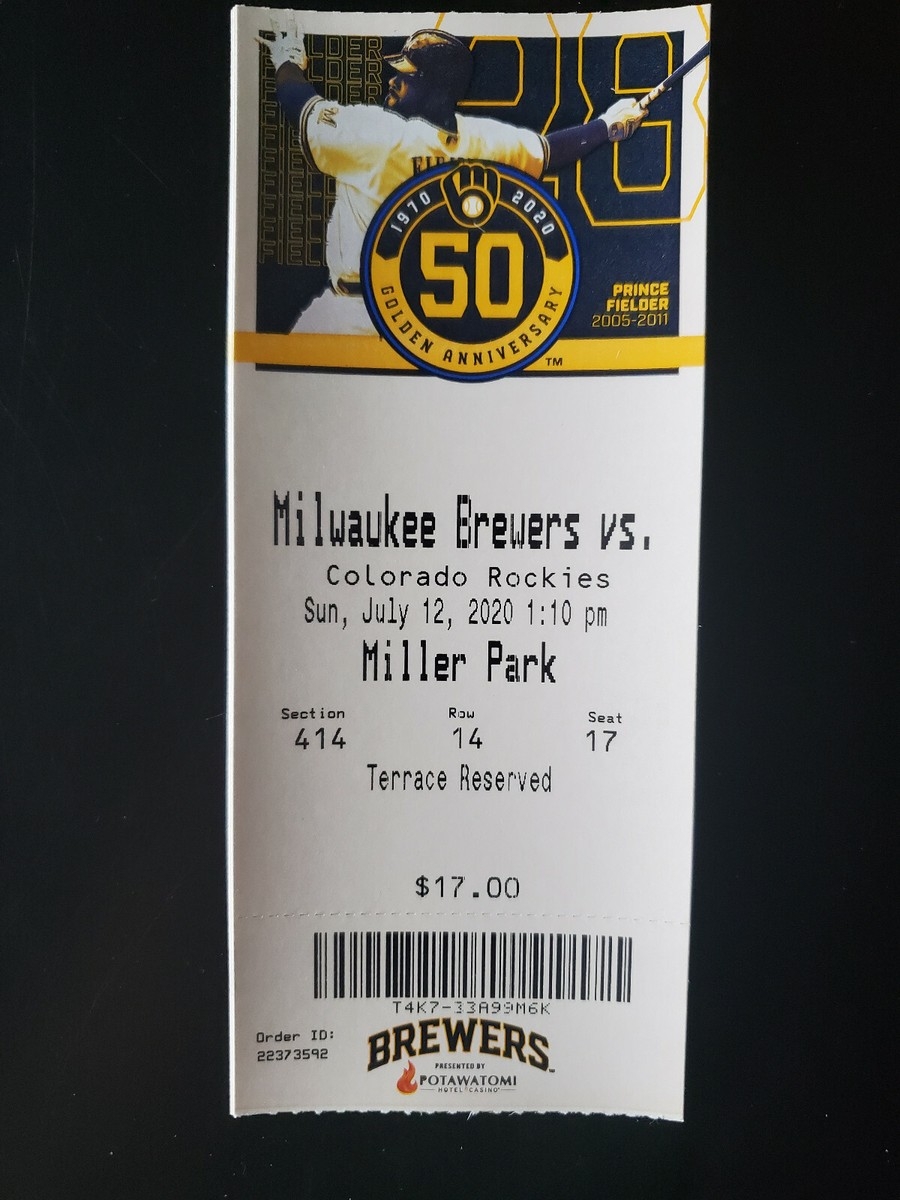 FIELDER
28
FIEL
1970 2020
50
GOLDEN ANNIVERSARY
TM
PRINCE
FIELDER
2005-2011
Milwaukee Brewers vs.
Colorado Rockies
Sun, July 12, 2020 1:10 pm
Miller Park
Section Row Seat
414 14 17
Terrace Reserved
$17.00
T4K7-33A99M6K
Order ID:
22373592
BREWERS
PRESENTED BY
POTAWATOMI
HOTEL CASINO